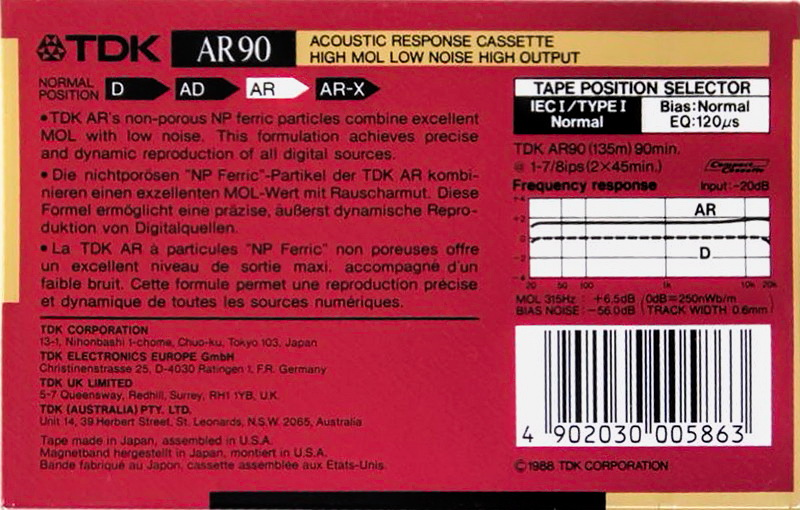 TDK AR90 ACOUSTIC RESPONSE CASSETTE
HIGH MOL LOW NOISE HIGH OUTPUT
NORMAL POSITION D AD AR AR-X
•TDK AR's non-porous NP ferric particles combine excellent
MOL with low noise. This formulation achieves precise
and dynamic reproduction of all digital sources.
•Die nichtporösen "NP Ferric"-Partikel der TDK AR kombi-
nieren einen exzellenten MOL-Wert mit Rauscharmut. Diese
Formel ermöglicht eine präzise, äußerst dynamische Repro-
duktion von Digitalquellen.
•La TDK AR à particules "NP Ferric" non poreuses offre
un excellent niveau de sortie maxi. accompagné d'un
faible bruit. Cette formule permet une reproduction précise
et dynamique de toutes les sources numériques.
TDK CORPORATION
13-1, Nihonbashi 1-chome, Chuo-ku, Tokyo 103, Japan
TDK ELECTRONICS EUROPE GmbH
Christinenstrasse 25, D-4030 Ratingen 1, F.R. Germany
TDK UK LIMITED
5-7 Queensway, Redhill, Surrey, RH1 1YB, U.K.
TDK (AUSTRALIA) PTY. LTD.
Unit 14, 39 Herbert Street, St. Leonards, N.S.W. 2065, Australia
Tape made in Japan, assembled in U.S.A.
Magnetband hergestellt in Japan, montiert in U.S.A.
Bande fabriqué au Japon, cassette assemblée aux Etats-Unis.
TAPE POSITION SELECTOR
IEC I/TYPE I
Normal
Bias:Normal
EQ:120µs
TDK AR90 (135m) 90min.
@ 1-7/8ips (2×45min.)
Compact Cassette
Frequency response Input:-20dB
+4
+2
0
-2
-4
AR
D
20 50 100 1k 10k 20k
MOL 315Hz : +6.5dB (0dB=250nWb/m
BIAS NOISE:-56.0dB TRACK WIDTH 0.6mm)
4 902030 005863
©1988 TDK CORPORATION